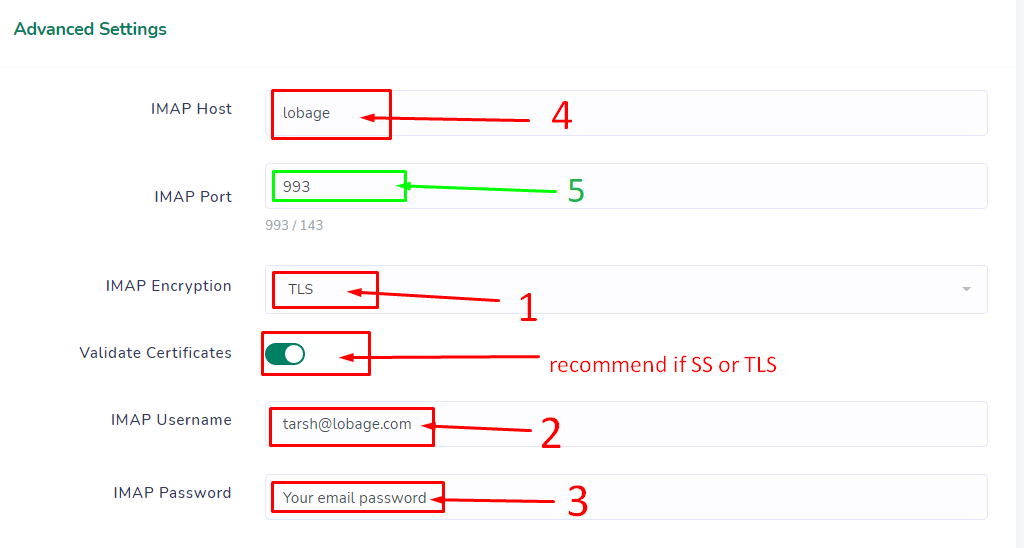 Advanced Settings
IMAP Host
lobage
4
IMAP Port
993
5
993 / 143
IMAP Encryption
TLS
1
Validate Certificates
recommend if SS or TLS
IMAP Username
tarsh@lobage.com
2
IMAP Password
Your email password
3